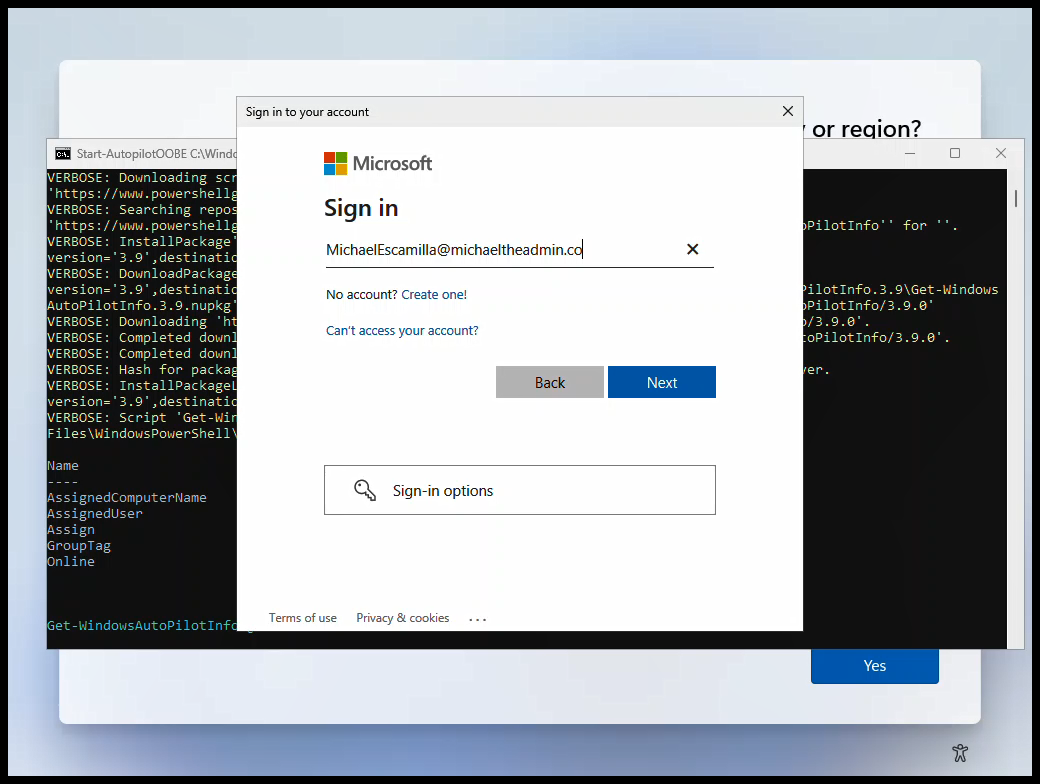 Sign in to your account
y or region?
Start-AutopilotOOBE C:\Windo
Microsoft
Sign in
MichaelEscamilla@michaeltheadmin.co
No account? Create one!
Can't access your account?
Back
Next
Sign-in options
Terms of use
Privacy & cookies
...
VERBOSE: Downloading scr
'https://www.powershellg
VERBOSE: Searching repos
'https://www.powershellg oPilotInfo'' for ''.
VERBOSE: InstallPackage'
version='3.9',destinatio
VERBOSE: DownloadPackage
version='3.9',destinatio PilotInfo.3.9\Get-Windows
AutoPilotInfo.3.9.nupkg' oPilotInfo/3.9.0'
VERBOSE: Downloading 'ht o/3.9.0'.
VERBOSE: Completed downl toPilotInfo/3.9.0'.
VERBOSE: Completed downl
VERBOSE: Hash for packag ver.
VERBOSE: InstallPackageL
version='3.9',destinatio
VERBOSE: Script 'Get-Win
Files\WindowsPowerShell\
Name
----
AssignedComputerName
AssignedUser
Assign
GroupTag
Online
Get-WindowsAutoPilotInfo
Yes